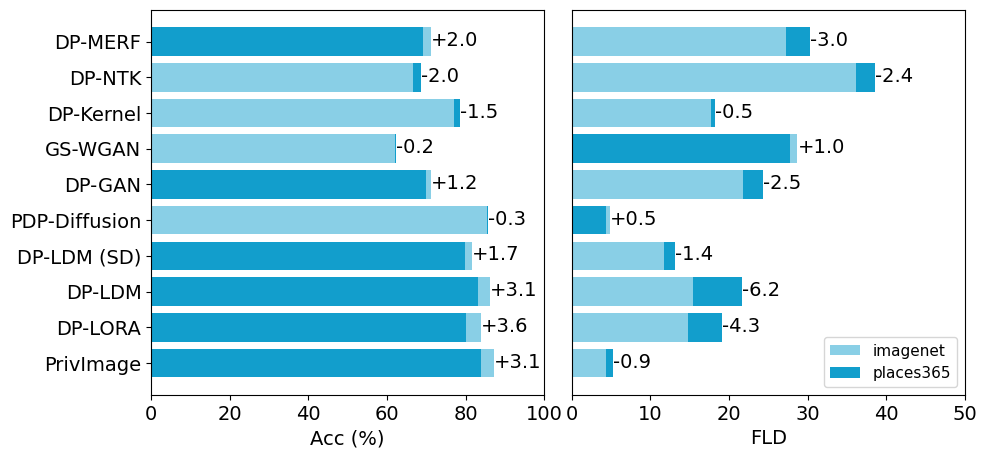 DP-MERF
DP-NTK
DP-Kernel
GS-WGAN
DP-GAN
PDP-Diffusion
DP-LDM (SD)
DP-LDM
DP-LORA
PrivImage
+2.0
-2.0
-1.5
-0.2
+1.2
-0.3
+1.7
+3.1
+3.6
+3.1
0 20 40 60 80 100
Acc (%)
-3.0
-2.4
-0.5
+1.0
-2.5
+0.5
-1.4
-6.2
-4.3
-0.9
imagenet
places365
0 10 20 30 40 50
FLD